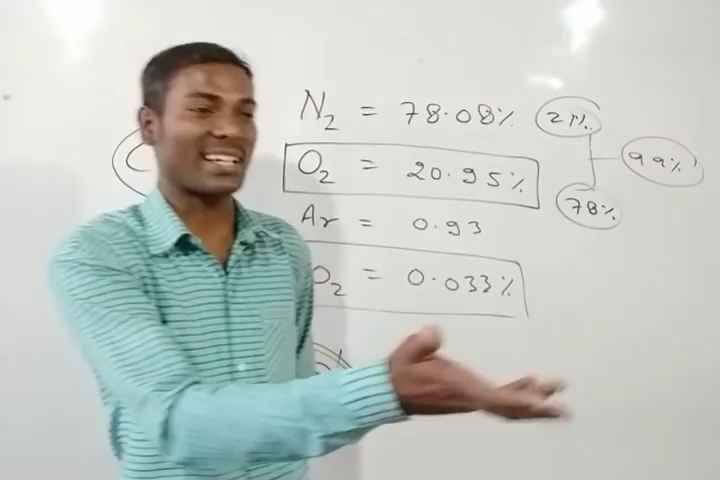 N₂ = 78.08%
O₂ = 20.95%
Ar = 0.93
O₂ = 0.033%
21%
99%
78%